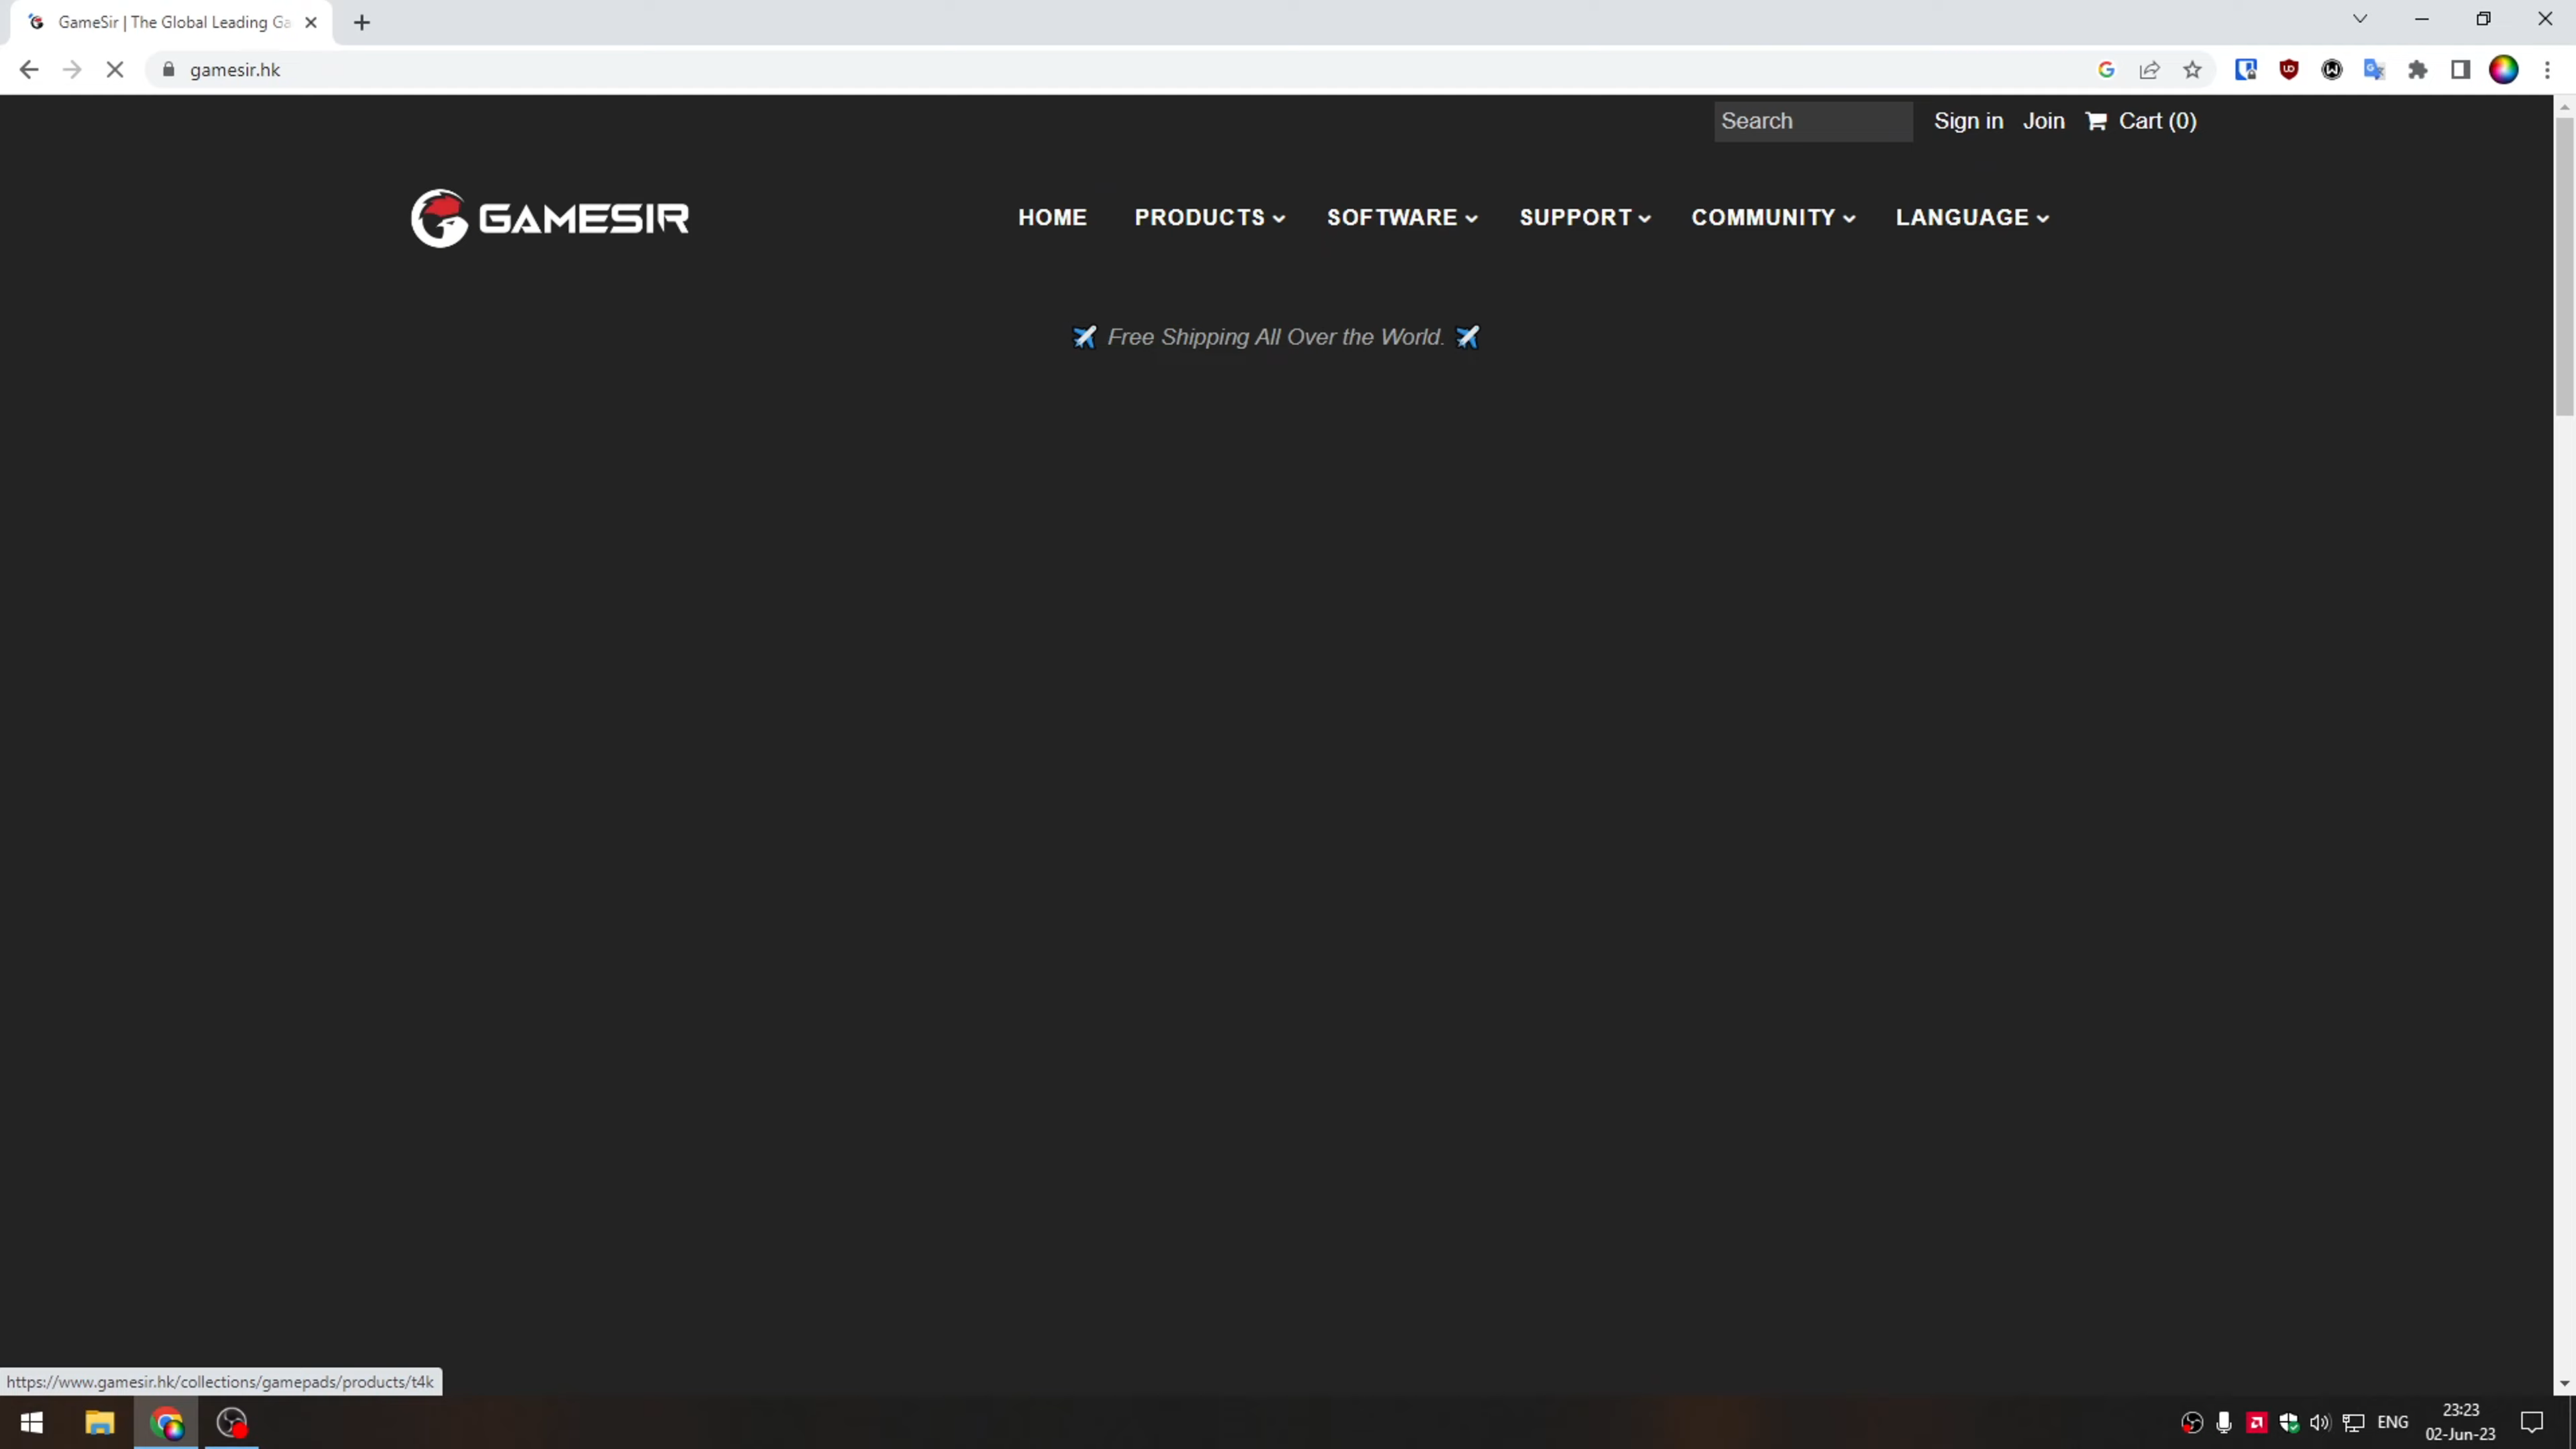 GameSir | The Global Leading Ga
gamesir.hk
Search Sign in Join Cart (0)
GAMESIR
HOME PRODUCTS SOFTWARE SUPPORT COMMUNITY LANGUAGE
Free Shipping All Over the World.
https://www.gamesir.hk/collections/gamepads/products/t4k
ENG
23:23
02-Jun-23